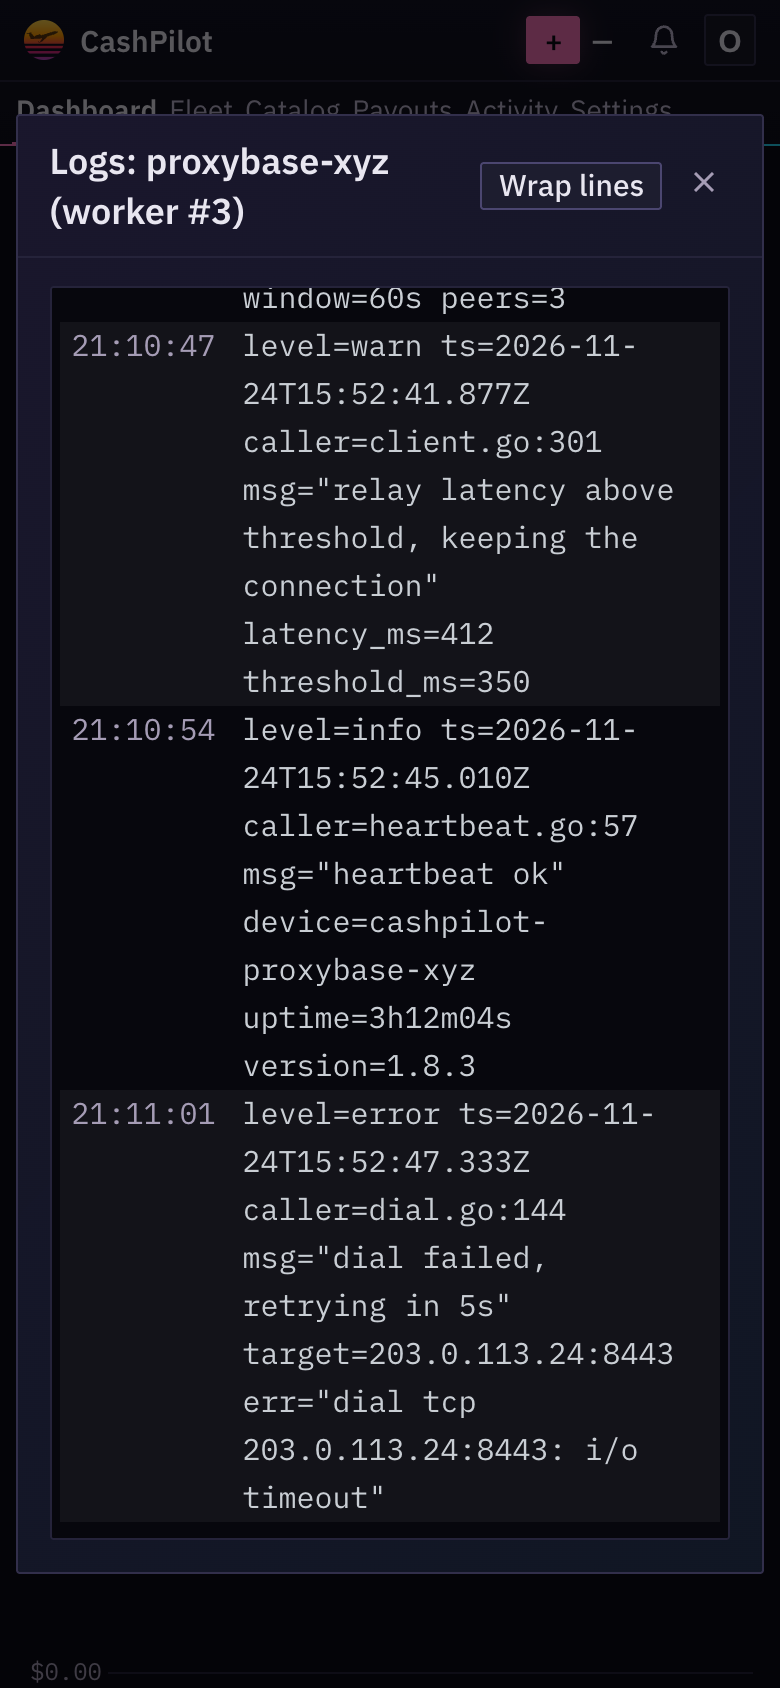 CashPilot
+
O
Dashboard Fleet Catalog Payouts Activity Settings
Logs: proxybase-xyz
(worker #3)
Wrap lines
window=60s peers=3
21:10:47 level=warn ts=2026-11-
24T15:52:41.877Z
caller=client.go:301
msg="relay latency above
threshold, keeping the
connection"
latency_ms=412
threshold_ms=350
21:10:54 level=info ts=2026-11-
24T15:52:45.010Z
caller=heartbeat.go:57
msg="heartbeat ok"
device=cashpilot-
proxybase-xyz
uptime=3h12m04s
version=1.8.3
21:11:01 level=error ts=2026-11-
24T15:52:47.333Z
caller=dial.go:144
msg="dial failed,
retrying in 5s"
target=203.0.113.24:8443
err="dial tcp
203.0.113.24:8443: i/o
timeout"
$0.00